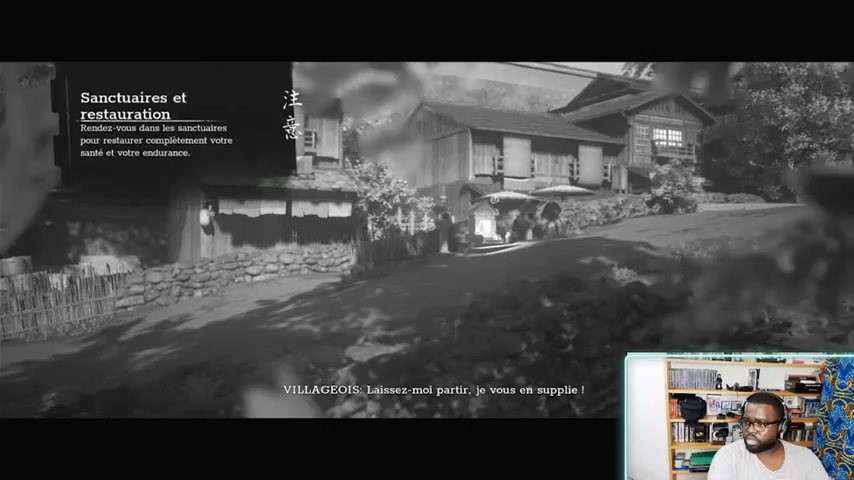 Sanctuaires et
restauration
Rendez-vous dans les sanctuaires
pour restaurer complètement votre
santé et votre endurance.
注意
VILLAGEOIS: Laissez-moi partir, je vous en supplie !